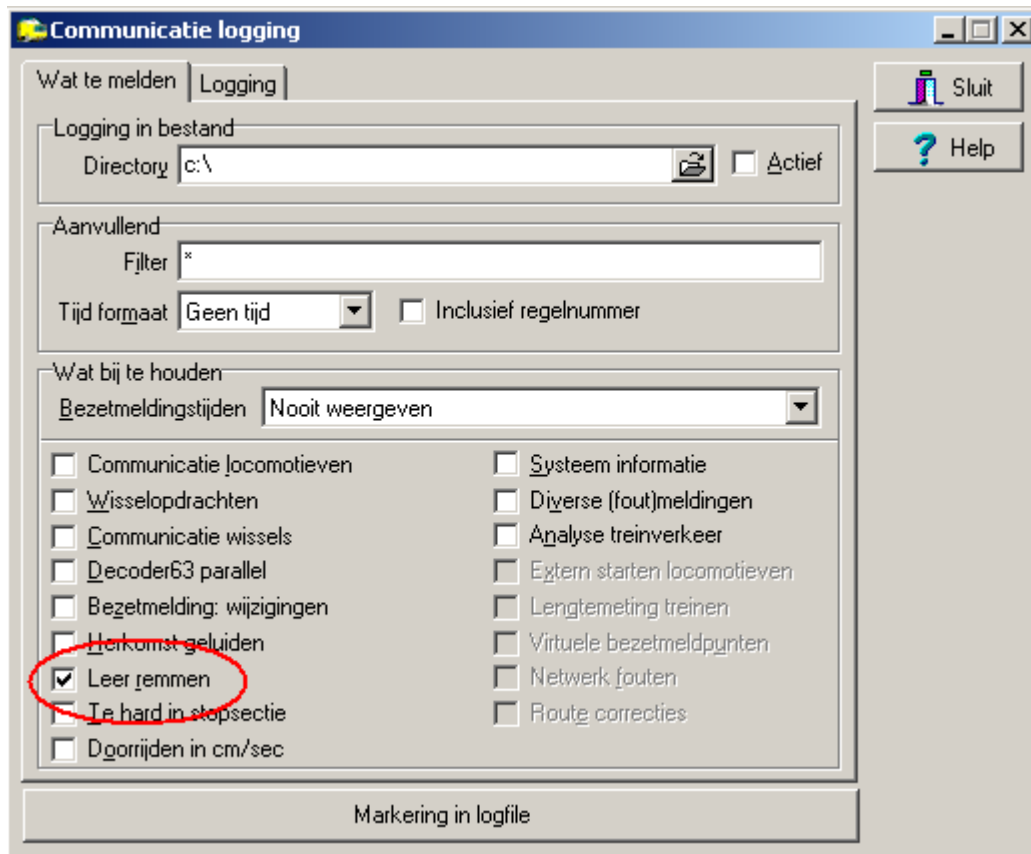 Communicatie logging
Wat te melden
Logging
Sluit
Help
Logging in bestand
Directory c:\ Actief
Aanvullend
Filter *
Tijd formaat Geen tijd Inclusief regelnummer
Wat bij te houden
Bezetmeldingstijden Nooit weergeven
Communicatie locomotieven
Wisselopdrachten
Communicatie wissels
Decoder63 parallel
Bezetmelding: wijzigingen
Herkomst geluiden
Leer remmen
Te hard in stopsectie
Doorrijden in cm/sec
Systeem informatie
Diverse (fout)meldingen
Analyse treinverkeer
Extern starten locomotieven
Lengtemeting treinen
Virtuele bezetmeldpunten
Netwerk fouten
Route correcties
Markering in logfile